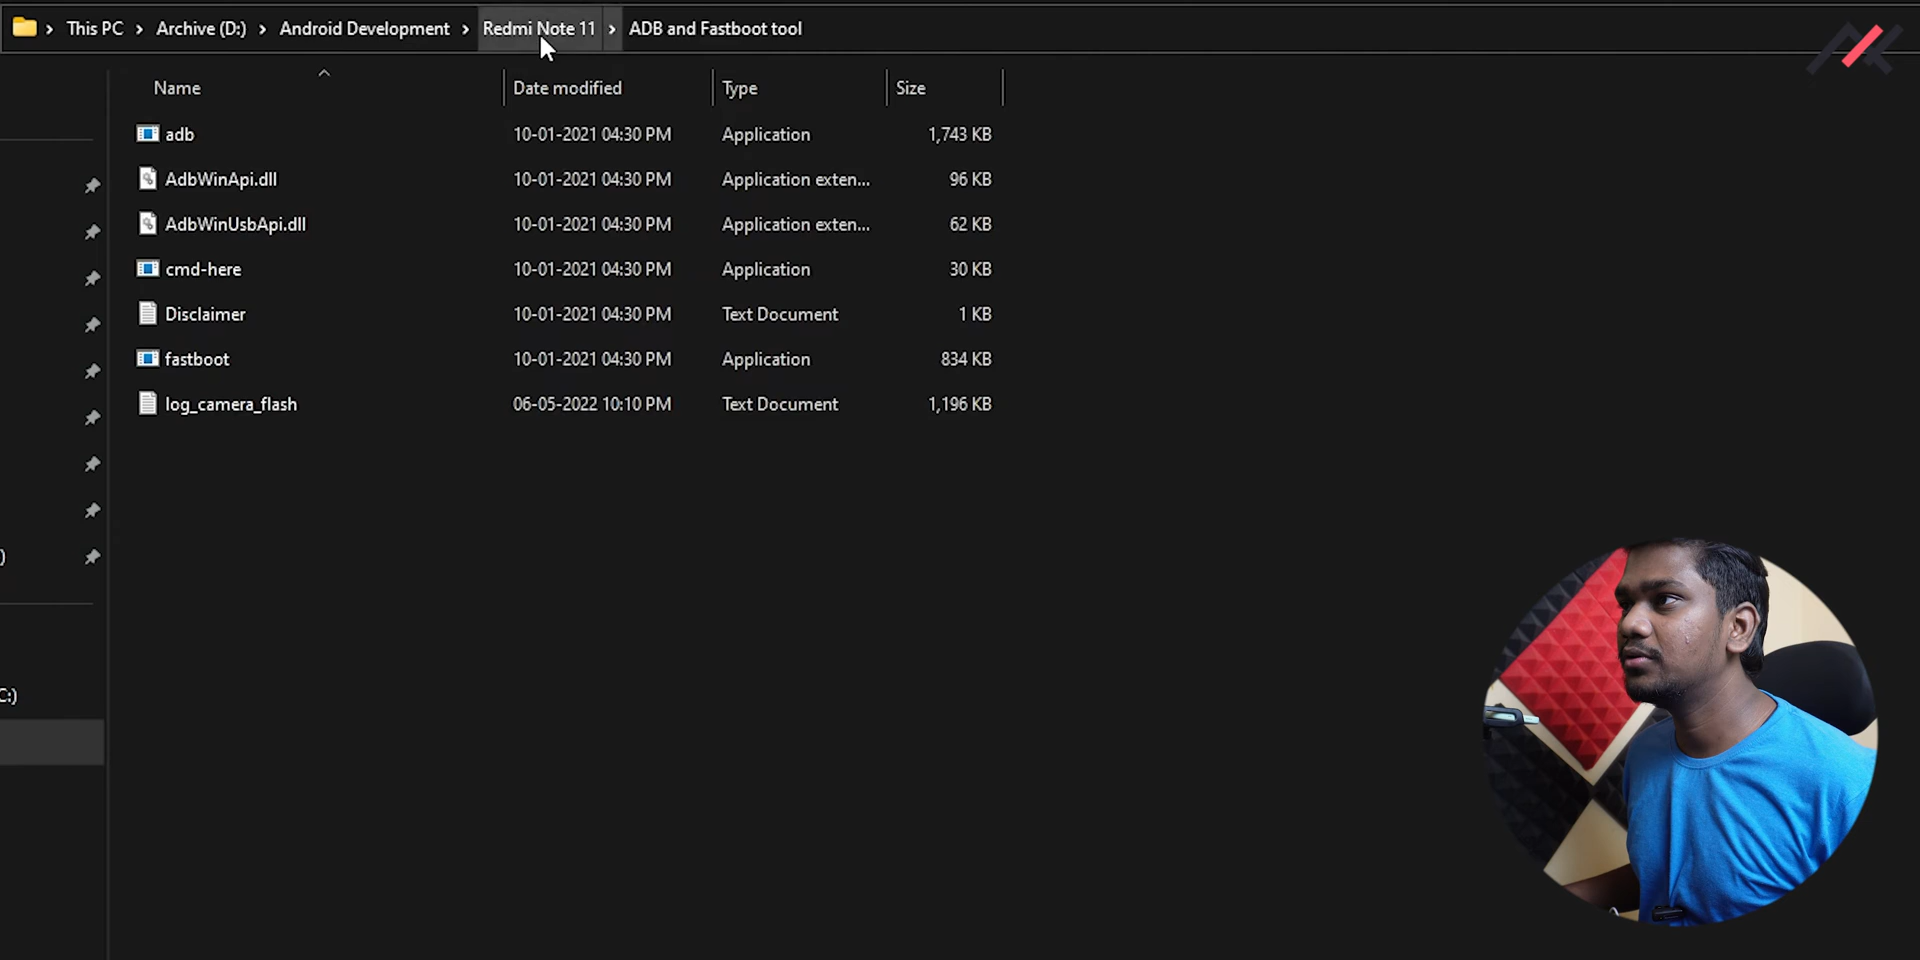 This PC > Archive (D:) > Android Development > Redmi Note 11 > ADB and Fastboot tool
Name Date modified Type Size
adb 10-01-2021 04:30 PM Application 1,743 KB
AdbWinApi.dll 10-01-2021 04:30 PM Application exten... 96 KB
AdbWinUsbApi.dll 10-01-2021 04:30 PM Application exten... 62 KB
cmd-here 10-01-2021 04:30 PM Application 30 KB
Disclaimer 10-01-2021 04:30 PM Text Document 1 KB
fastboot 10-01-2021 04:30 PM Application 834 KB
log_camera_flash 06-05-2022 10:10 PM Text Document 1,196 KB
)
C:)